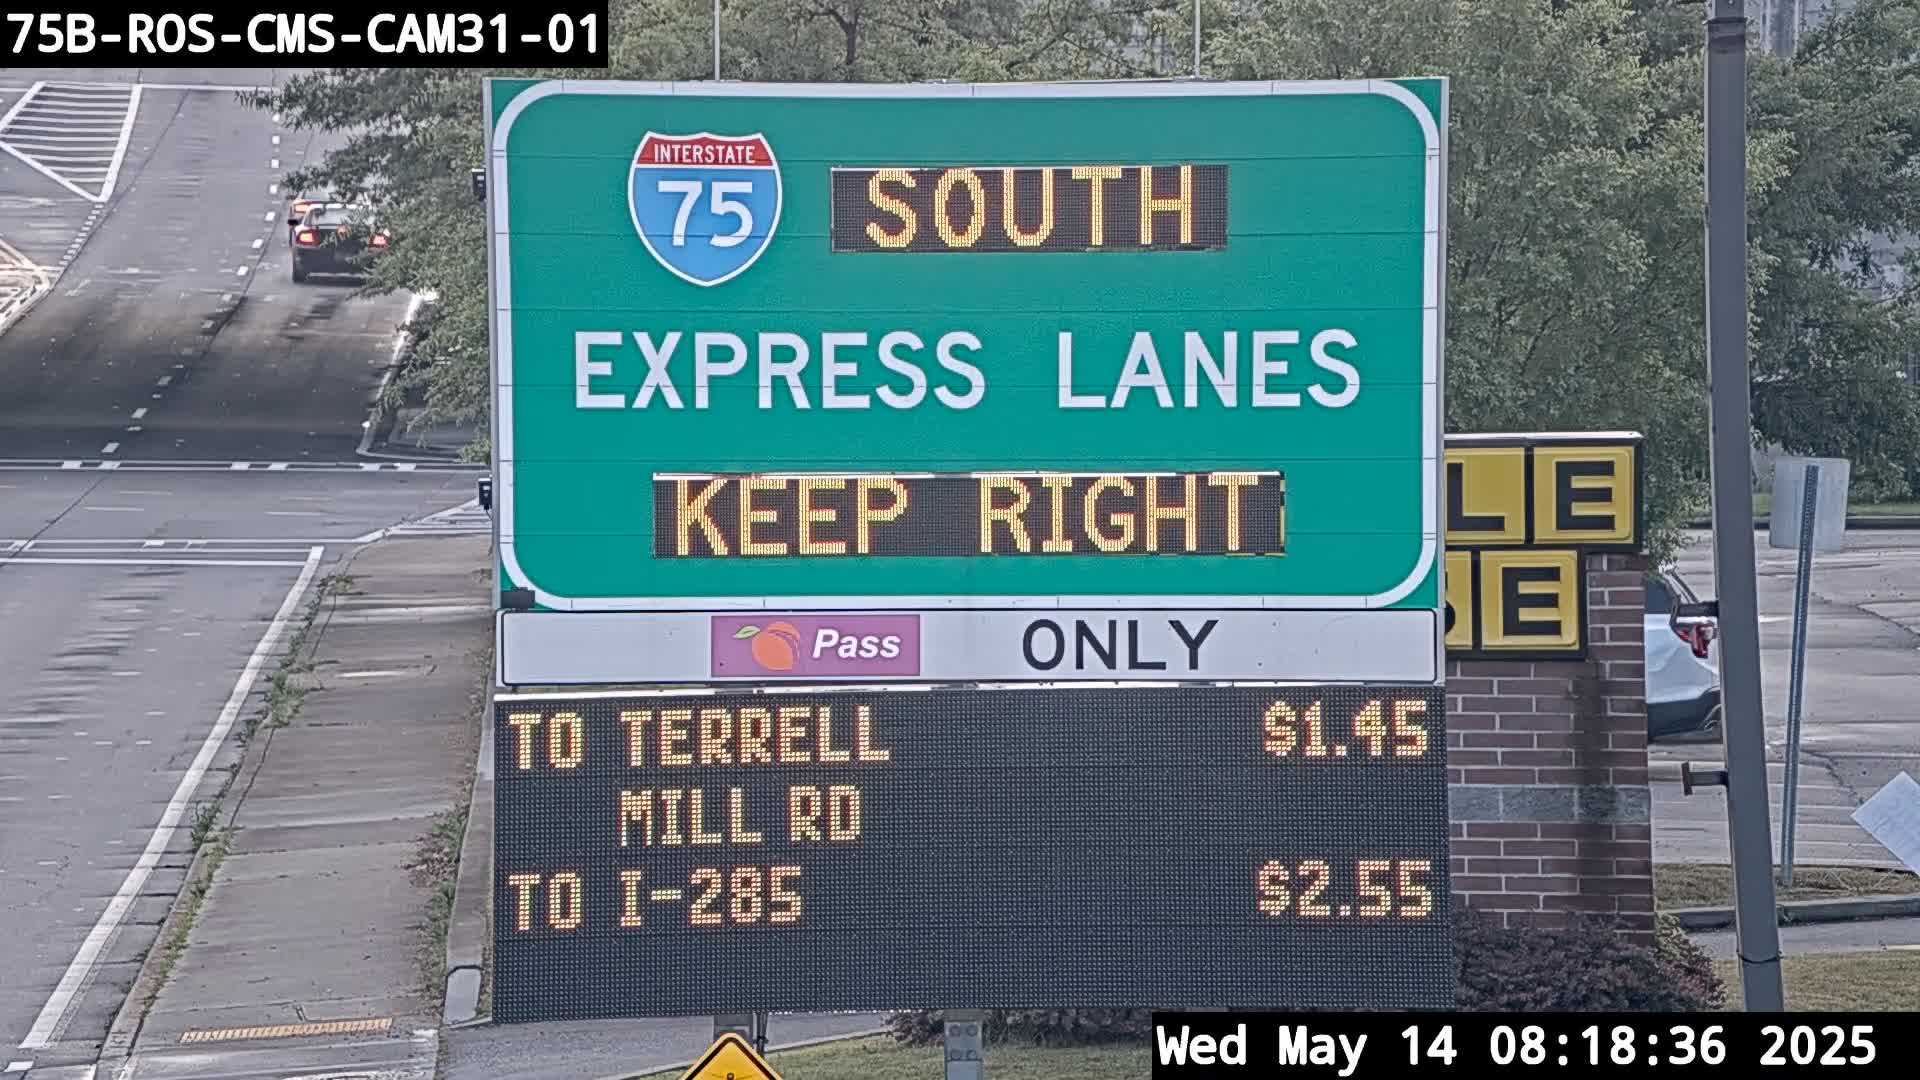 75B-ROS-CMS-CAM31-01
INTERSTATE
75
SOUTH
EXPRESS LANES
KEEP RIGHT
Pass ONLY
LE
E
TO TERRELL $1.45
MILL RD
TO I-285 $2.55
Wed May 14 08:18:36 2025